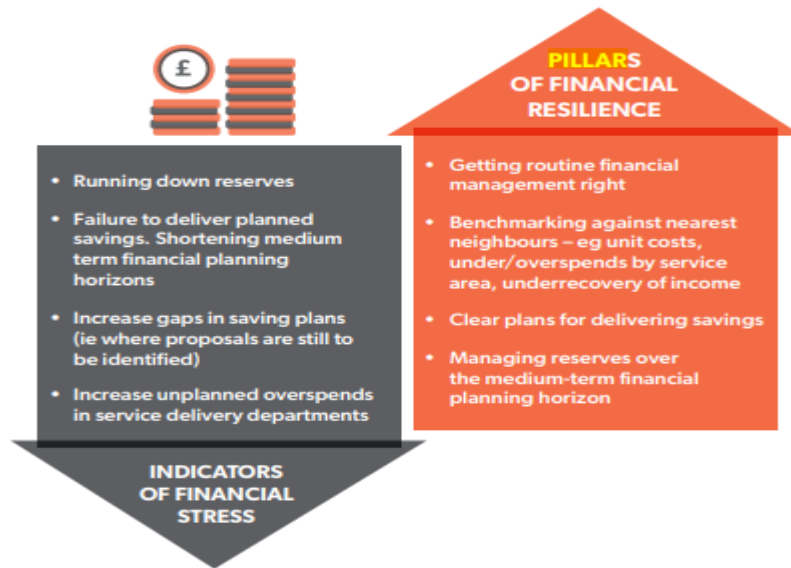 £
• Running down reserves
• Failure to deliver planned
savings. Shortening medium
term financial planning
horizons
• Increase gaps in saving plans
(ie where proposals are still to
be identified)
• Increase unplanned overspends
in service delivery departments
INDICATORS
OF FINANCIAL
STRESS
PILLARS
OF FINANCIAL
RESILIENCE
• Getting routine financial
management right
• Benchmarking against nearest
neighbours – eg unit costs,
under/overspends by service
area, underrecovery of income
• Clear plans for delivering savings
• Managing reserves over
the medium-term financial
planning horizon